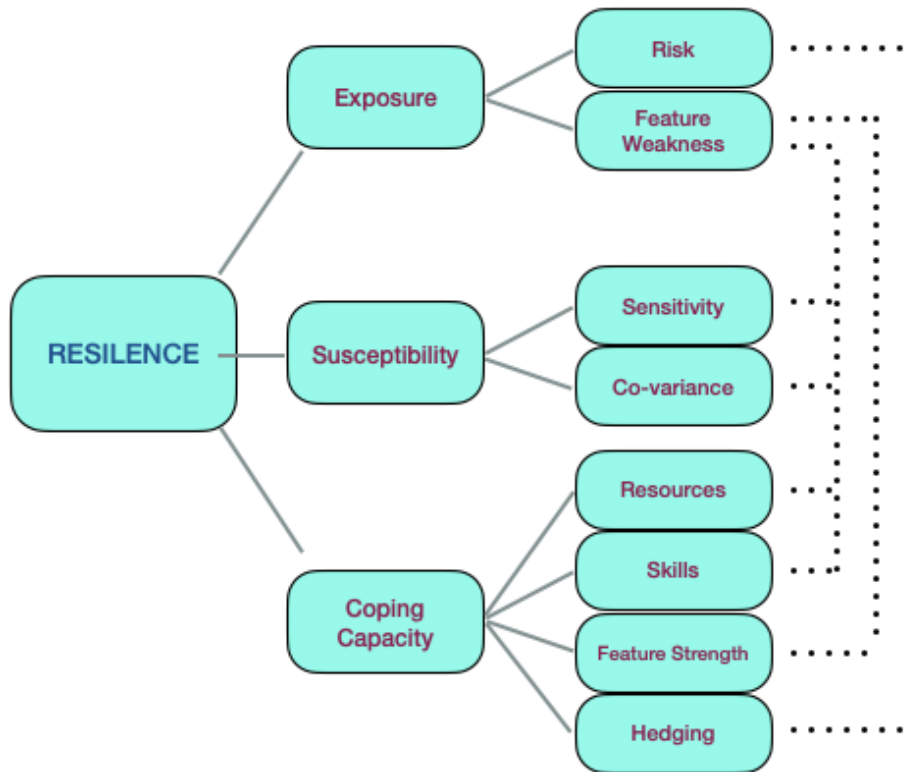 Risk
Exposure
Feature
Weakness
Sensitivity
RESILENCE
Susceptibility
Co-variance
Resources
Skills
Coping
Capacity
Feature Strength
Hedging